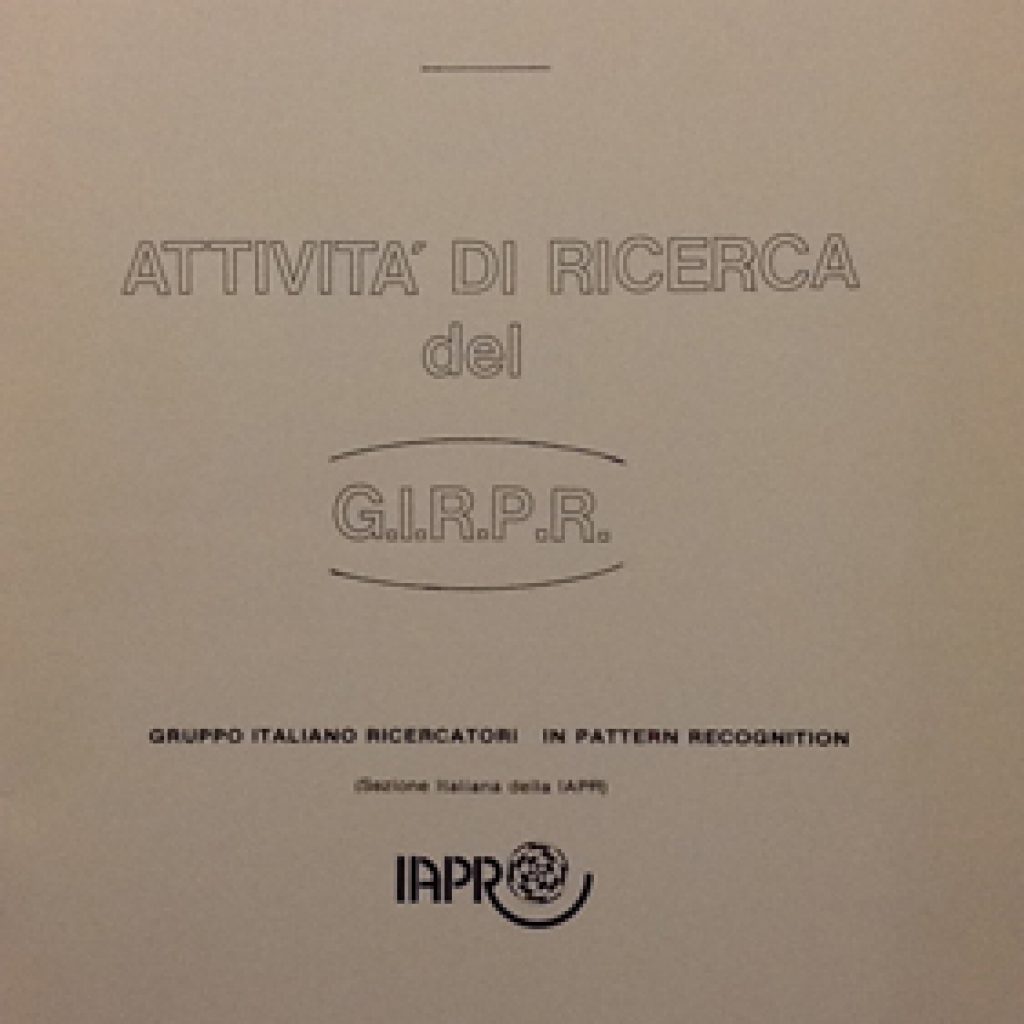 ATTIVITA' DI RICERCA
del
G.I.R.P.R.
GRUPPO ITALIANO RICERCATORI IN PATTERN RECOGNITION
(Sezione Italiana della IAPR)
IAPR